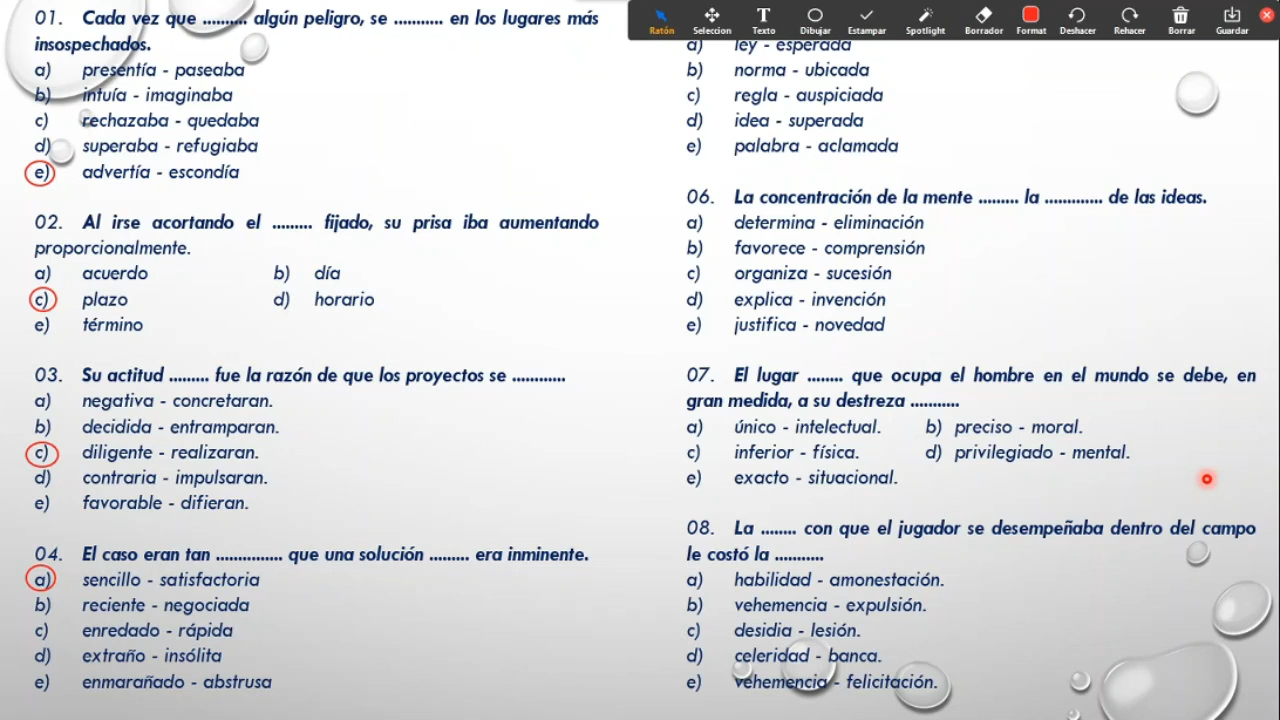 01. Cada vez que .......... algún peligro, se ........... en los lugares más
insospechados.
a) presentía - paseaba
b) intuía - imaginaba
c) rechazaba - quedaba
d) superaba - refugiaba
e) advertía - escondía
02. Al irse acortando el ......... fijado, su prisa iba aumentando
proporcionalmente.
a) acuerdo b) día
c) plazo d) horario
e) término
03. Su actitud ......... fue la razón de que los proyectos se ............
a) negativa - concretaran.
b) decidida - entramparan.
c) diligente - realizaran.
d) contraria - impulsaran.
e) favorable - difieran.
04. El caso eran tan ............... que una solución ......... era inminente.
a) sencillo - satisfactoria
b) reciente - negociada
c) enredado - rápida
d) extraño - insólita
e) enmarañado - abstrusa
Ratón Seleccion Texto Dibujar Estampar Spotlight Borrador Format Deshacer Rehacer Borrar Guardar
a) ley - esperada
b) norma - ubicada
c) regla - auspiciada
d) idea - superada
e) palabra - aclamada
06. La concentración de la mente ......... la ............. de las ideas.
a) determina - eliminación
b) favorece - comprensión
c) organiza - sucesión
d) explica - invención
e) justifica - novedad
07. El lugar ........ que ocupa el hombre en el mundo se debe, en
gran medida, a su destreza ...........
a) único - intelectual. b) preciso - moral.
c) inferior - física. d) privilegiado - mental.
e) exacto - situacional.
08. La ........ con que el jugador se desempeñaba dentro del campo
le costó la ...........
a) habilidad - amonestación.
b) vehemencia - expulsión.
c) desidia - lesión.
d) celeridad - banca.
e) vehemencia - felicitación.